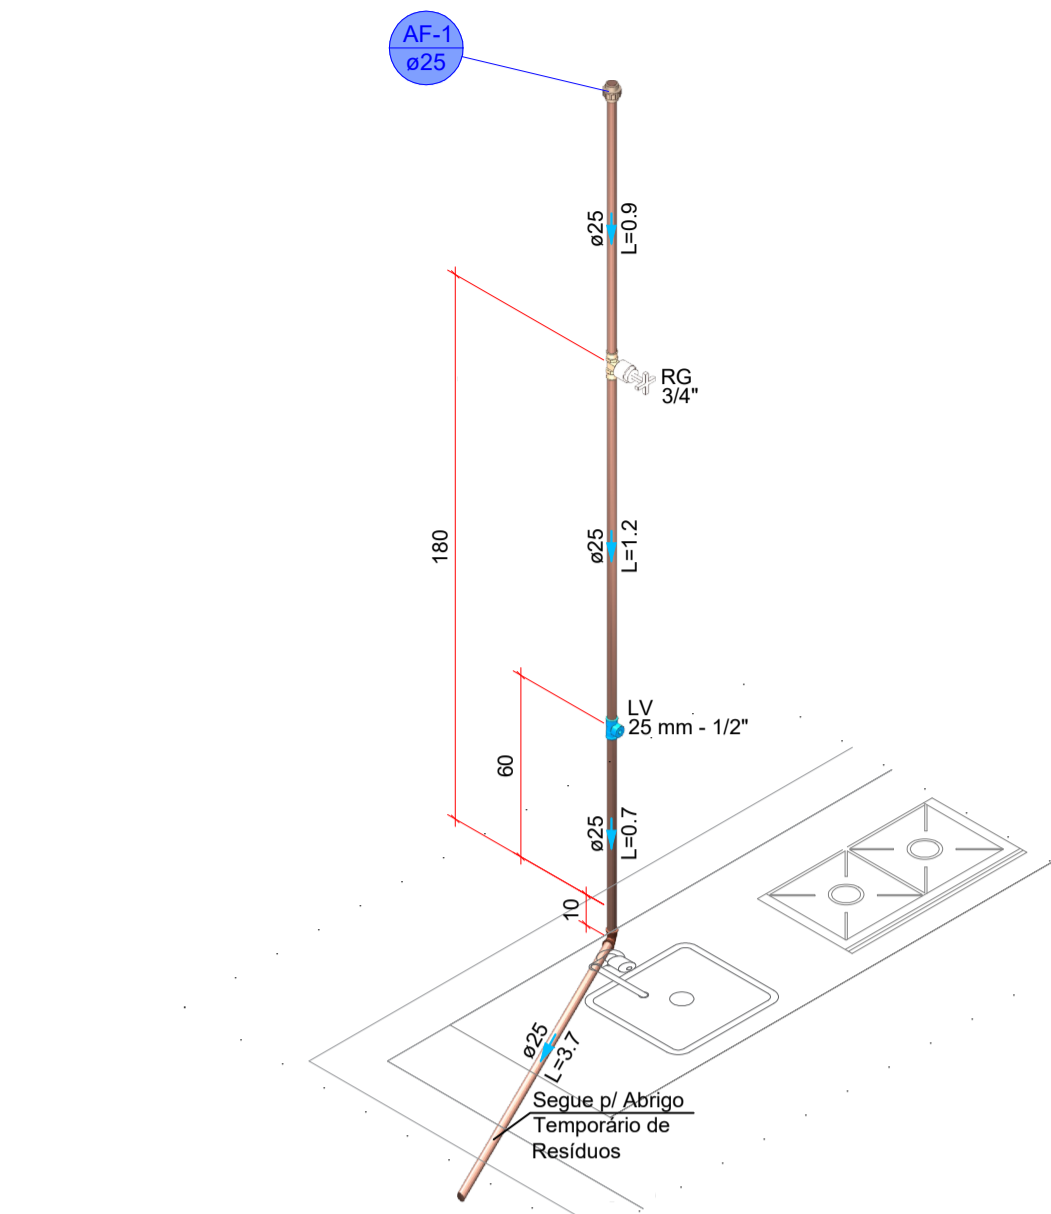 AF-1
ø25
ø25
L=0.9
RG
3/4"
180
ø25
L=1.2
LV
25 mm - 1/2"
60
ø25
L=0.7
10
ø25
L=3.7
Segue p/ Abrigo
Temporário de
Resíduos